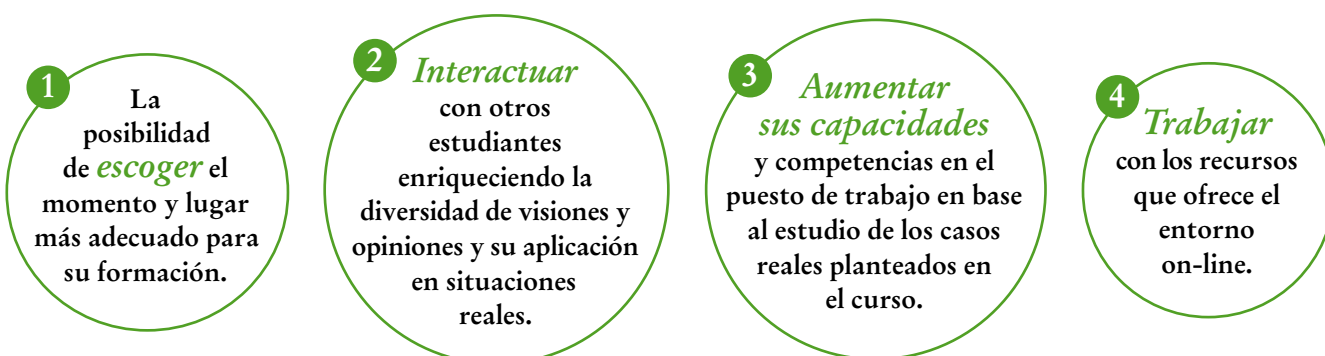 1
La
posibilidad
de escoger el
momento y lugar
más adecuado para
su formación.
2
Interactuar
con otros
estudiantes
enriqueciendo la
diversidad de visiones y
opiniones y su aplicación
en situaciones
reales.
3
Aumentar
sus capacidades
y competencias en el
puesto de trabajo en base
al estudio de los casos
reales planteados en
el curso.
4
Trabajar
con los recursos
que ofrece el
entorno
on-line.